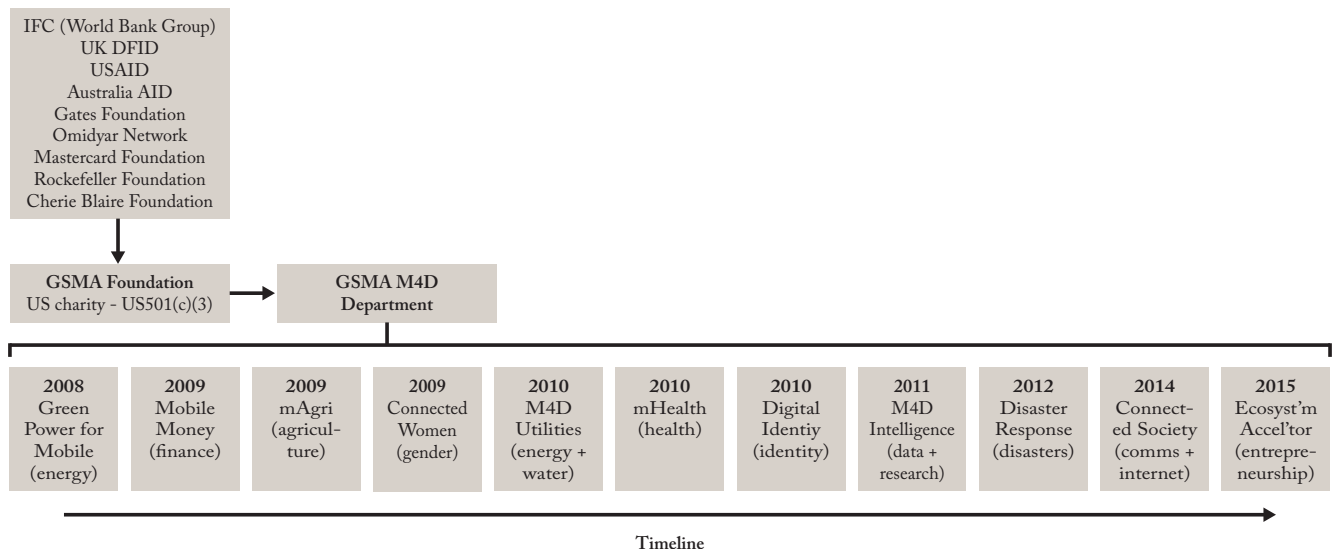 IFC (World Bank Group)
UK DFID
USAID
Australia AID
Gates Foundation
Omidyar Network
Mastercard Foundation
Rockefeller Foundation
Cherie Blaire Foundation
GSMA Foundation
US charity - US501(c)(3)
GSMA M4D
Department
2008
Green
Power for
Mobile
(energy)
2009
Mobile
Money
(finance)
2009
mAgri
(agricul-
ture)
2009
Connected
Women
(gender)
2010
M4D
Utilities
(energy +
water)
2010
mHealth
(health)
2010
Digital
Identiy
(identity)
2011
M4D
Intelligence
(data +
research)
2012
Disaster
Response
(disasters)
2014
Connect-
ed Society
(comms +
internet)
2015
Ecosyst'm
Accel'tor
(entrepre-
neurship)
Timeline